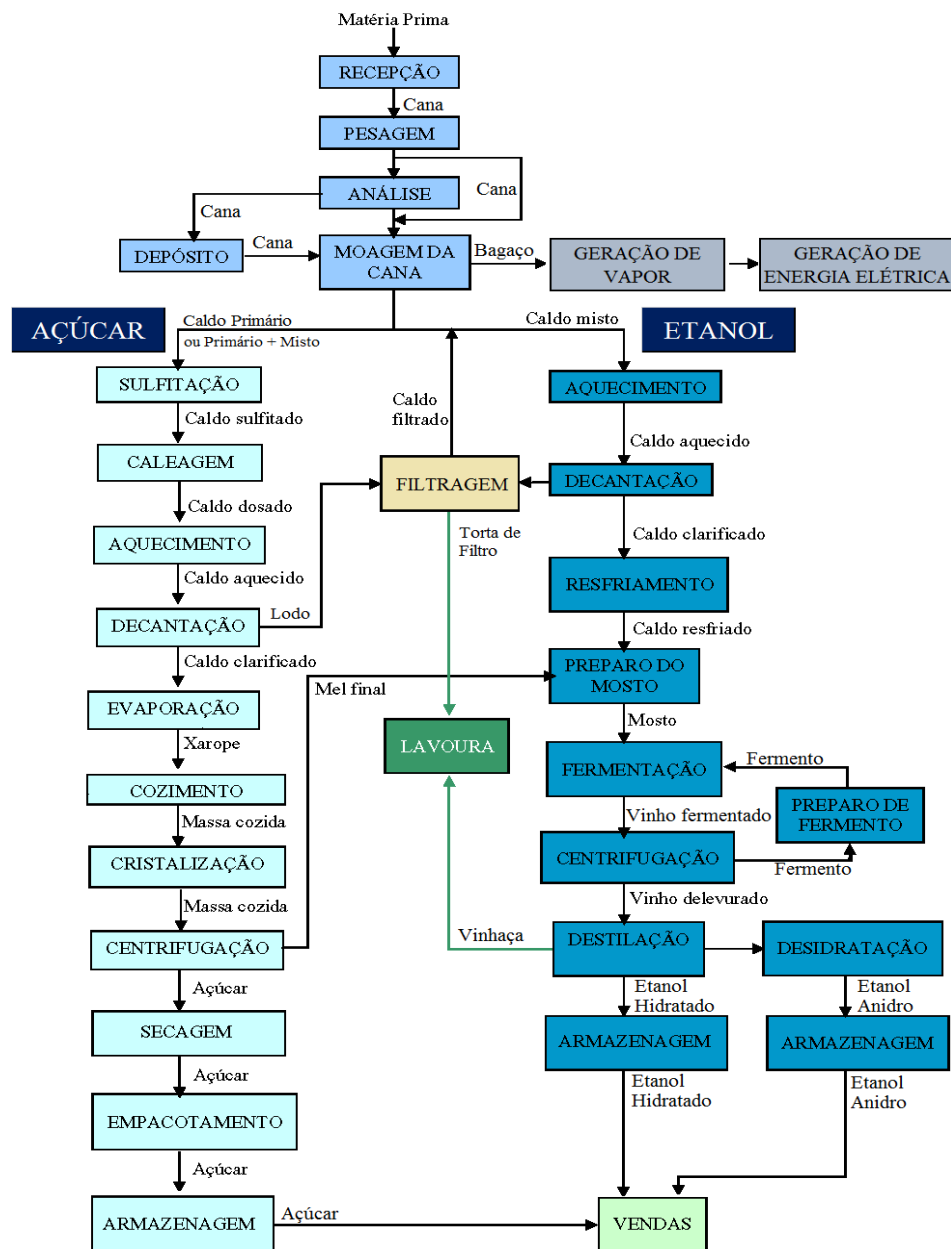 Matéria Prima
RECEPÇÃO
Cana
PESAGEM
ANÁLISE
Cana
Cana
DEPÓSITO
Cana
MOAGEM DA
CANA
Bagaço
GERAÇÃO DE
VAPOR
GERAÇÃO DE
ENERGIA ELÉTRICA
AÇÚCAR
Caldo Primário
ou Primário + Misto
Caldo misto
ETANOL
SULFITAÇÃO
Caldo sulfitado
CALEAGEM
Caldo dosado
AQUECIMENTO
Caldo aquecido
DECANTAÇÃO
Lodo
Caldo clarificado
EVAPORAÇÃO
Xarope
COZIMENTO
Massa cozida
CRISTALIZAÇÃO
Massa cozida
CENTRIFUGAÇÃO
Mel final
Açúcar
SECAGEM
Açúcar
EMPACOTAMENTO
Açúcar
ARMAZENAGEM
Açúcar
Caldo
filtrado
FILTRAGEM
Torta de
Filtro
LAVOURA
Vinhaça
AQUECIMENTO
Caldo aquecido
DECANTAÇÃO
Caldo clarificado
RESFRIAMENTO
Caldo resfriado
PREPARO DO
MOSTO
Mosto
FERMENTAÇÃO
Fermento
PREPARO DE
FERMENTO
Vinho fermentado
CENTRIFUGAÇÃO
Fermento
Vinho delevurado
DESTILAÇÃO
DESIDRATAÇÃO
Etanol
Hidratado
Etanol
Anidro
ARMAZENAGEM
ARMAZENAGEM
Etanol
Hidratado
Etanol
Anidro
VENDAS